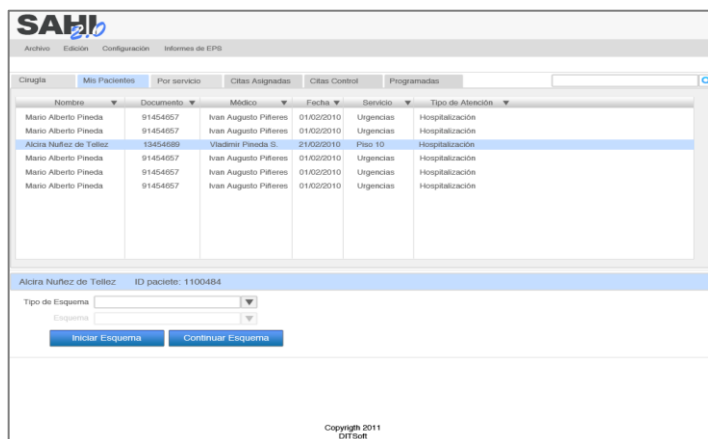 SAHI 2.0
Archivo Edición Configuración Informes de EPS
Cirugía Mis Pacientes Por servicio Citas Asignadas Citas Control Programadas
Nombre Documento Médico Fecha Servicio Tipo de Atención
Mario Alberto Pineda 91454657 Ivan Augusto Piñeres 01/02/2010 Urgencias Hospitalización
Mario Alberto Pineda 91454657 Ivan Augusto Piñeres 01/02/2010 Urgencias Hospitalización
Alcira Nuñez de Tellez 13454689 Vladimir Pineda S. 21/02/2010 Piso 10 Hospitalización
Mario Alberto Pineda 91454657 Ivan Augusto Piñeres 01/02/2010 Urgencias Hospitalización
Mario Alberto Pineda 91454657 Ivan Augusto Piñeres 01/02/2010 Urgencias Hospitalización
Mario Alberto Pineda 91454657 Ivan Augusto Piñeres 01/02/2010 Urgencias Hospitalización
Alcira Nuñez de Tellez ID paciete: 1100484
Tipo de Esquema
Esquema
Iniciar Esquema Continuar Esquema
Copyrigth 2011
DITSoft